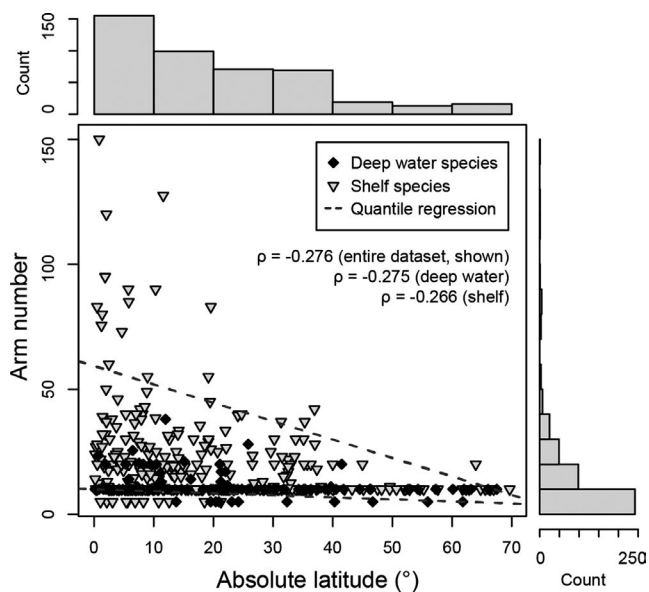 150
Count
0
150
Deep water species
Shelf species
Quantile regression
ρ = -0.276 (entire dataset, shown)
ρ = -0.275 (deep water)
ρ = -0.266 (shelf)
100
Arm number
50
0
0 10 20 30 40 50 60 70
Absolute latitude (°)
0 250
Count